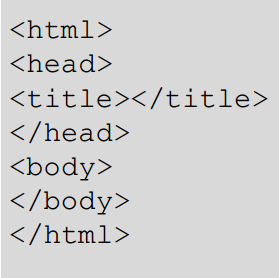 <html>
<head>
<title></title>
</head>
<body>
</body>
</html>